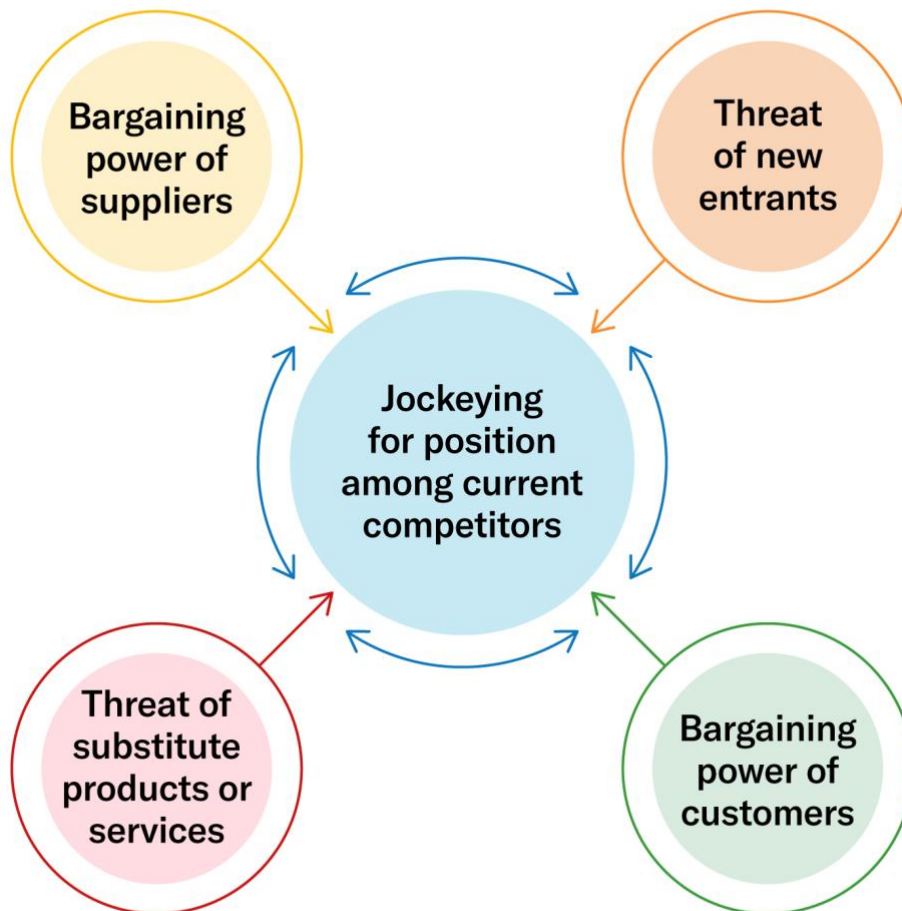 Bargaining
power of
suppliers
Threat
of new
entrants
Jockeying
for position
among current
competitors
Threat of
substitute
products or
services
Bargaining
power of
customers